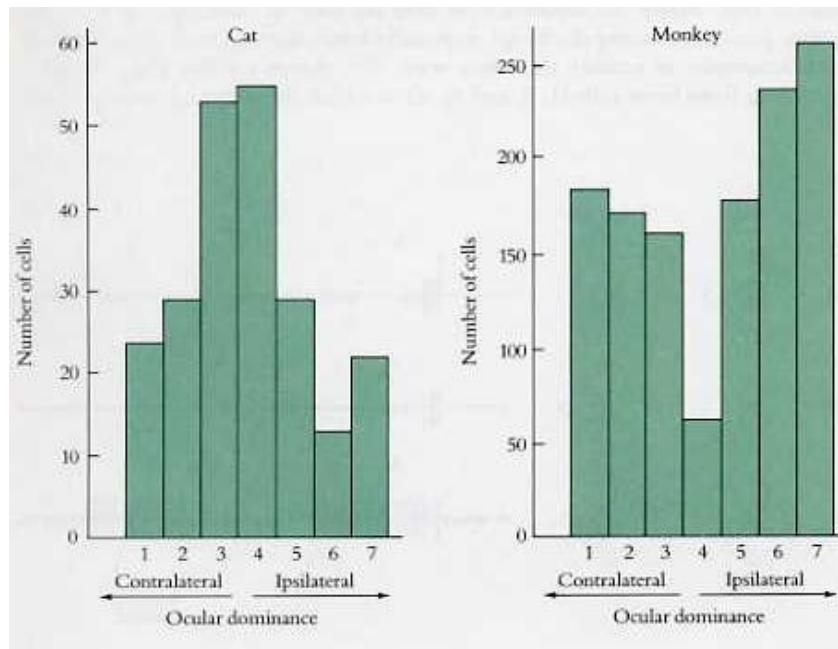 Cat
Number of cells
60
50
40
30
20
10
0
1 2 3 4 5 6 7
Contralateral Ipsilateral
Ocular dominance
Monkey
Number of cells
250
200
150
100
50
0
1 2 3 4 5 6 7
Contralateral Ipsilateral
Ocular dominance